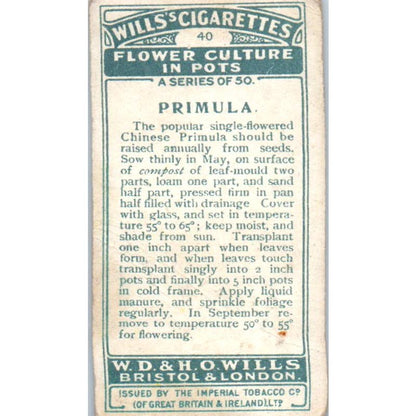 WILLS'S CIGARETTES
40
FLOWER CULTURE
IN POTS
A SERIES OF 50.
PRIMULA.
The popular single-flowered
Chinese Primula should be
raised annually from seeds.
Sow thinly in May, on surface
of compost of leaf-mould two
parts, loam one part, and sand
half part, pressed firm in pan
half filled with drainage Cover
with glass, and set in tempera-
ture 55° to 65°; keep moist, and
shade from sun. Transplant
one inch apart when leaves
form, and when leaves touch
transplant singly into 2 inch
pots and finally into 5 inch pots
in cold frame. Apply liquid
manure, and sprinkle foliage
regularly. In September re-
move to temperature 50° to 55°
for flowering.
W.D. & H.O. WILLS
BRISTOL & LONDON.
ISSUED BY THE IMPERIAL TOBACCO Co
(OF GREAT BRITAIN & IRELAND), LTD